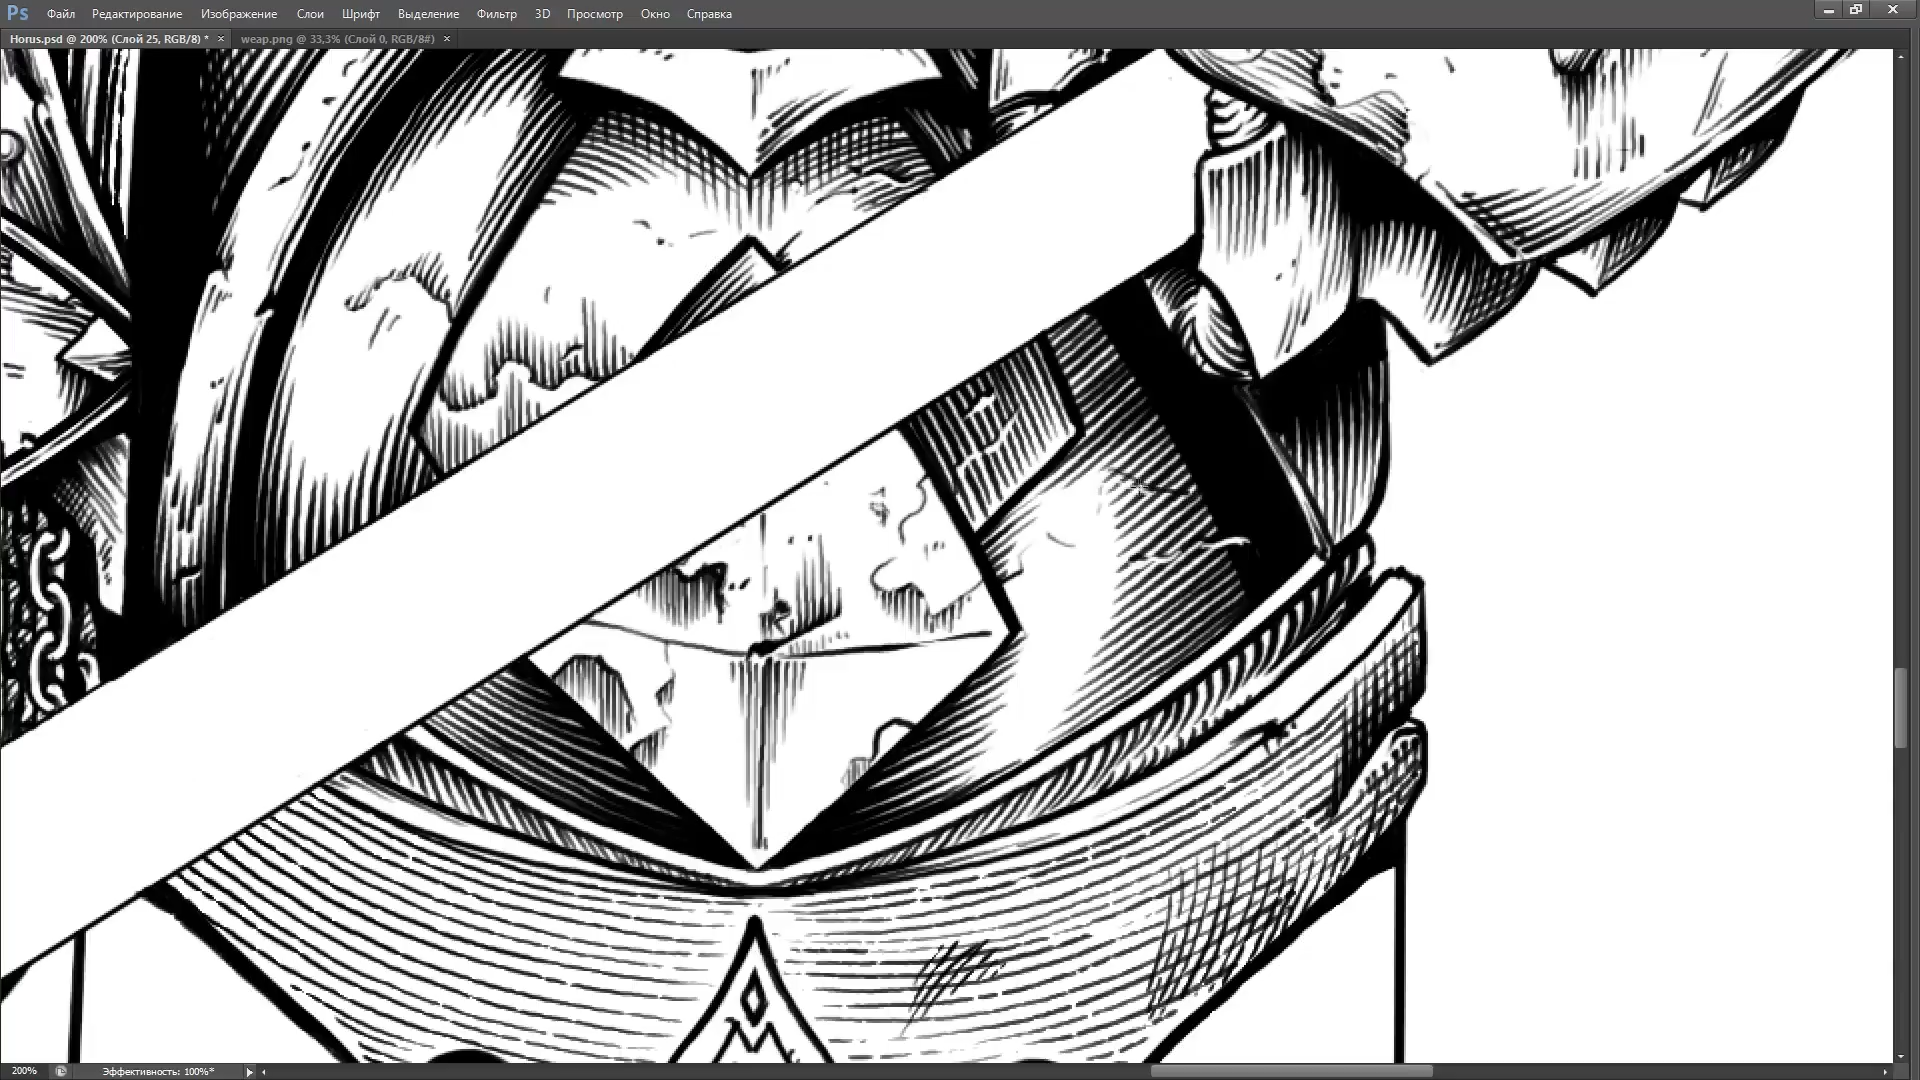 Ps Файл Редактирование Изображение Слои Шрифт Выделение Фильтр 3D Просмотр Окно Справка
Horus.psd @ 200% (Слой 25, RGB/8) * × weap.png @ 33,3% (Слой 0, RGB/8#) ×
200% Эффективность: 100%*